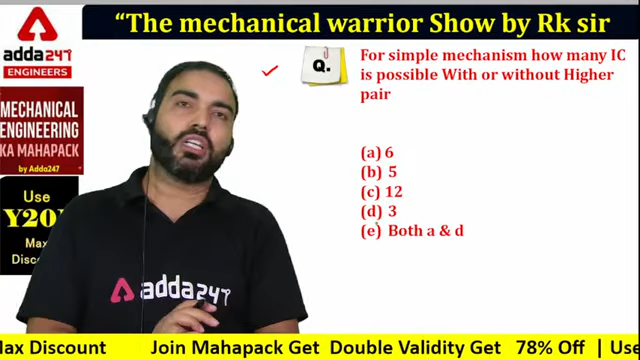 "The mechanical warrior Show by Rk sir
adda247
ENGINEERS
MECHANICAL
ENGINEERING
KA MAHAPACK
by Adda247
Use
Y20
Max
Disco
Q.
For simple mechanism how many IC
is possible With or without Higher
pair
(a) 6
(b) 5
(c) 12
(d) 3
(e) Both a & d
adda247
Max Discount Join Mahapack Get Double Validity Get 78% Off | Use